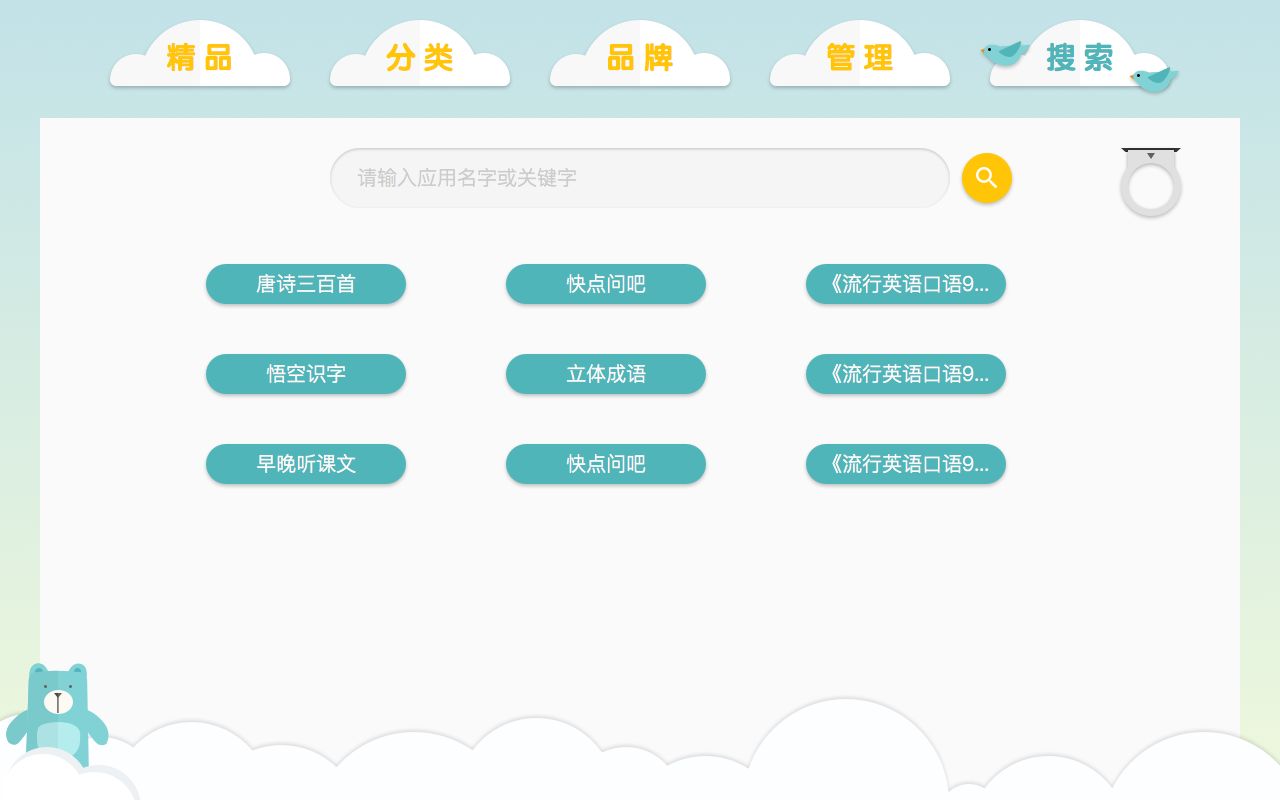 精品
分类
品牌
管理
搜索
请输入应用名字或关键字
唐诗三百首
快点问吧
《流行英语口语9...
悟空识字
立体成语
《流行英语口语9...
早晚听课文
快点问吧
《流行英语口语9...